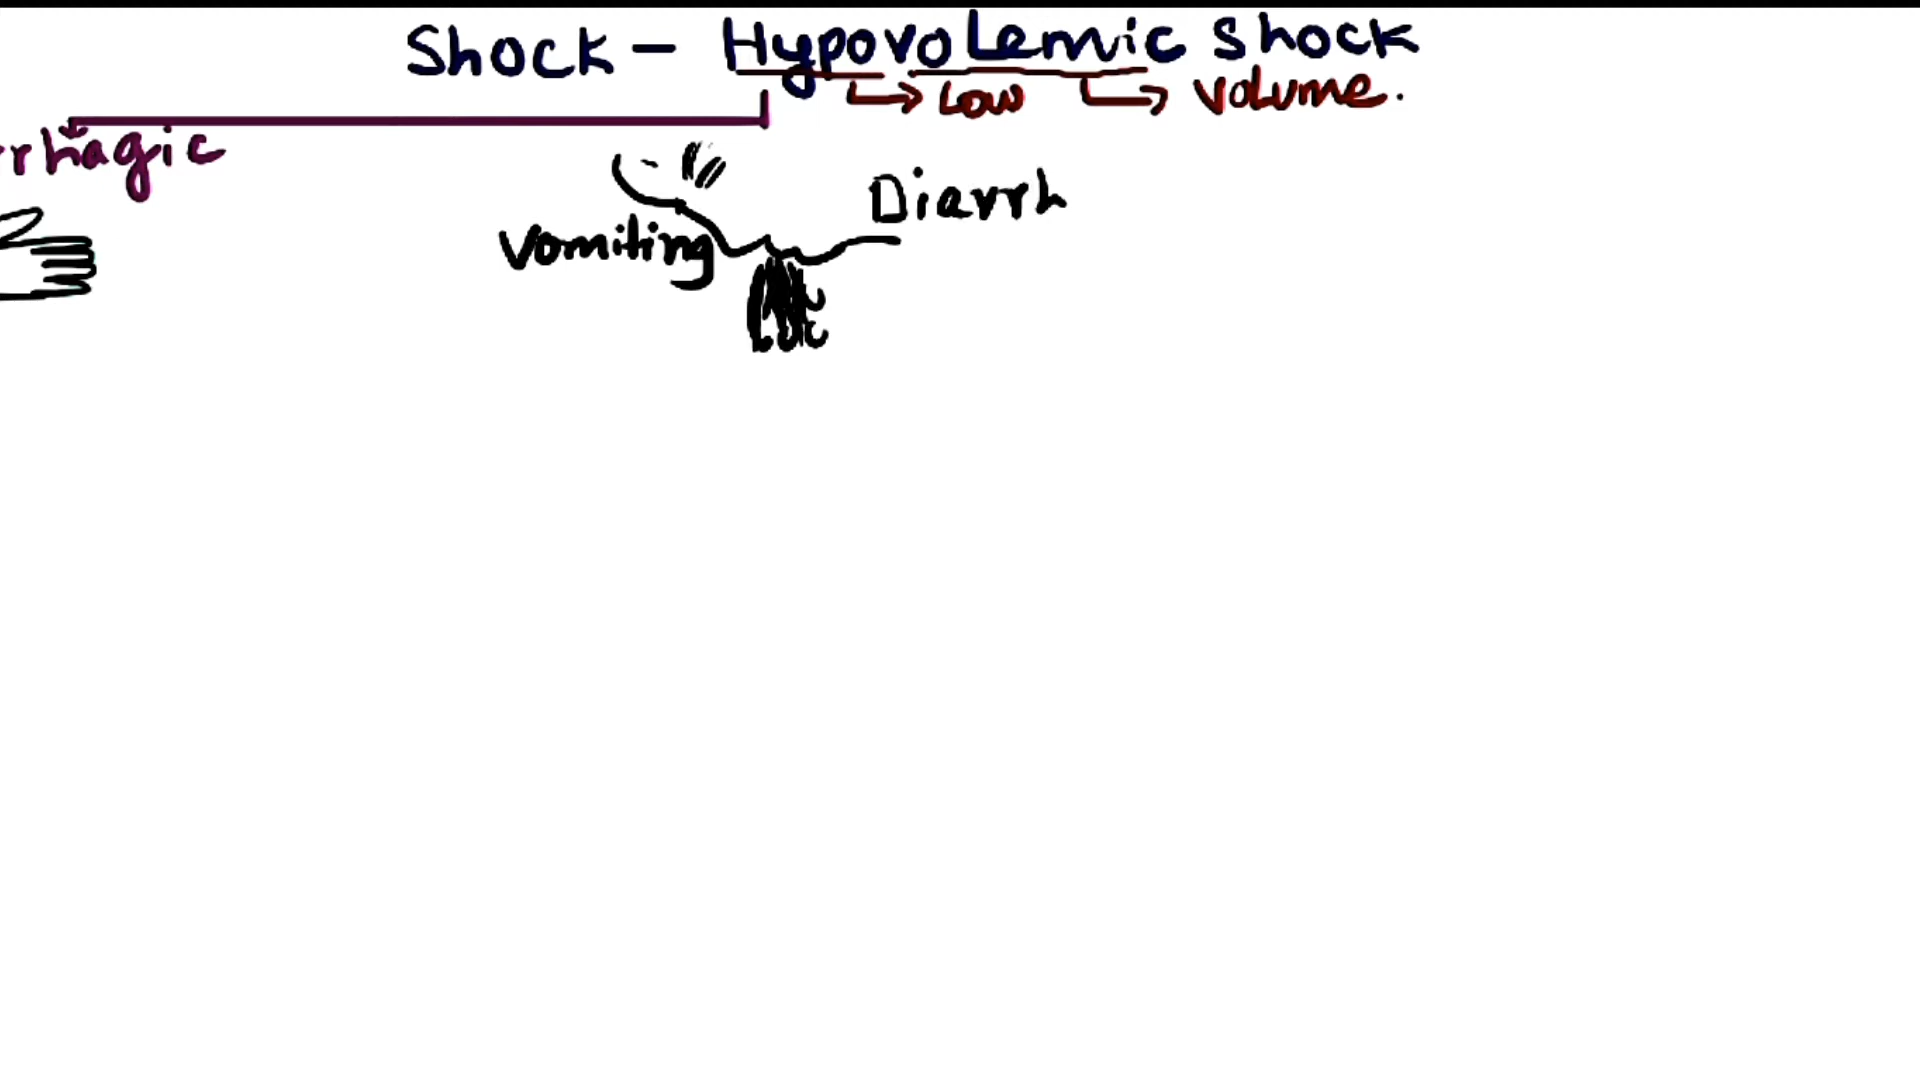 Shock - Hypovolemic Shock
Low volume.
rrhagic
Diarrh
Vomiting